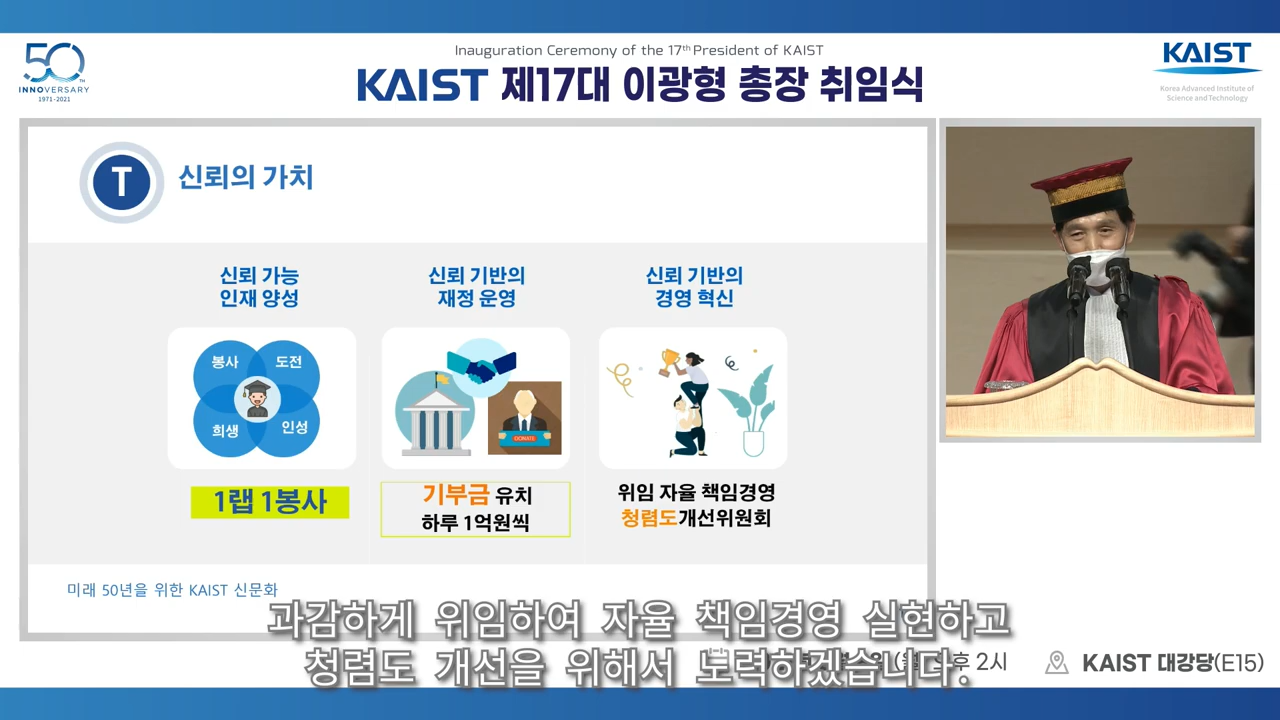 50TH
INNOVERSARY
1971-2021
Inauguration Ceremony of the 17th President of KAIST
KAIST 제17대 이광형 총장 취임식
KAIST
Korea Advanced Institute of
Science and Technology
T 신뢰의 가치
신뢰 가능
인재 양성
봉사 도전
희생 인성
1랩 1봉사
신뢰 기반의
재정 운영
DONATE
기부금 유치
하루 1억원씩
신뢰 기반의
경영 혁신
위임 자율 책임경영
청렴도개선위원회
미래 50년을 위한 KAIST 신문화
과감하게 위임하여 자율 책임경영 실현하고
청렴도 개선을 위해서 노력하겠습니다.
2시
KAIST 대강당(E15)